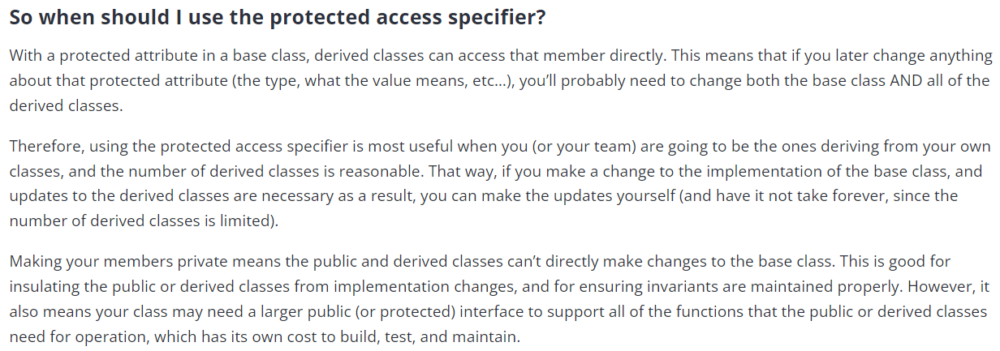 So when should I use the protected access specifier?
With a protected attribute in a base class, derived classes can access that member directly. This means that if you later change anything
about that protected attribute (the type, what the value means, etc…), you’ll probably need to change both the base class AND all of the
derived classes.
Therefore, using the protected access specifier is most useful when you (or your team) are going to be the ones deriving from your own
classes, and the number of derived classes is reasonable. That way, if you make a change to the implementation of the base class, and
updates to the derived classes are necessary as a result, you can make the updates yourself (and have it not take forever, since the
number of derived classes is limited).
Making your members private means the public and derived classes can’t directly make changes to the base class. This is good for
insulating the public or derived classes from implementation changes, and for ensuring invariants are maintained properly. However, it
also means your class may need a larger public (or protected) interface to support all of the functions that the public or derived classes
need for operation, which has its own cost to build, test, and maintain.